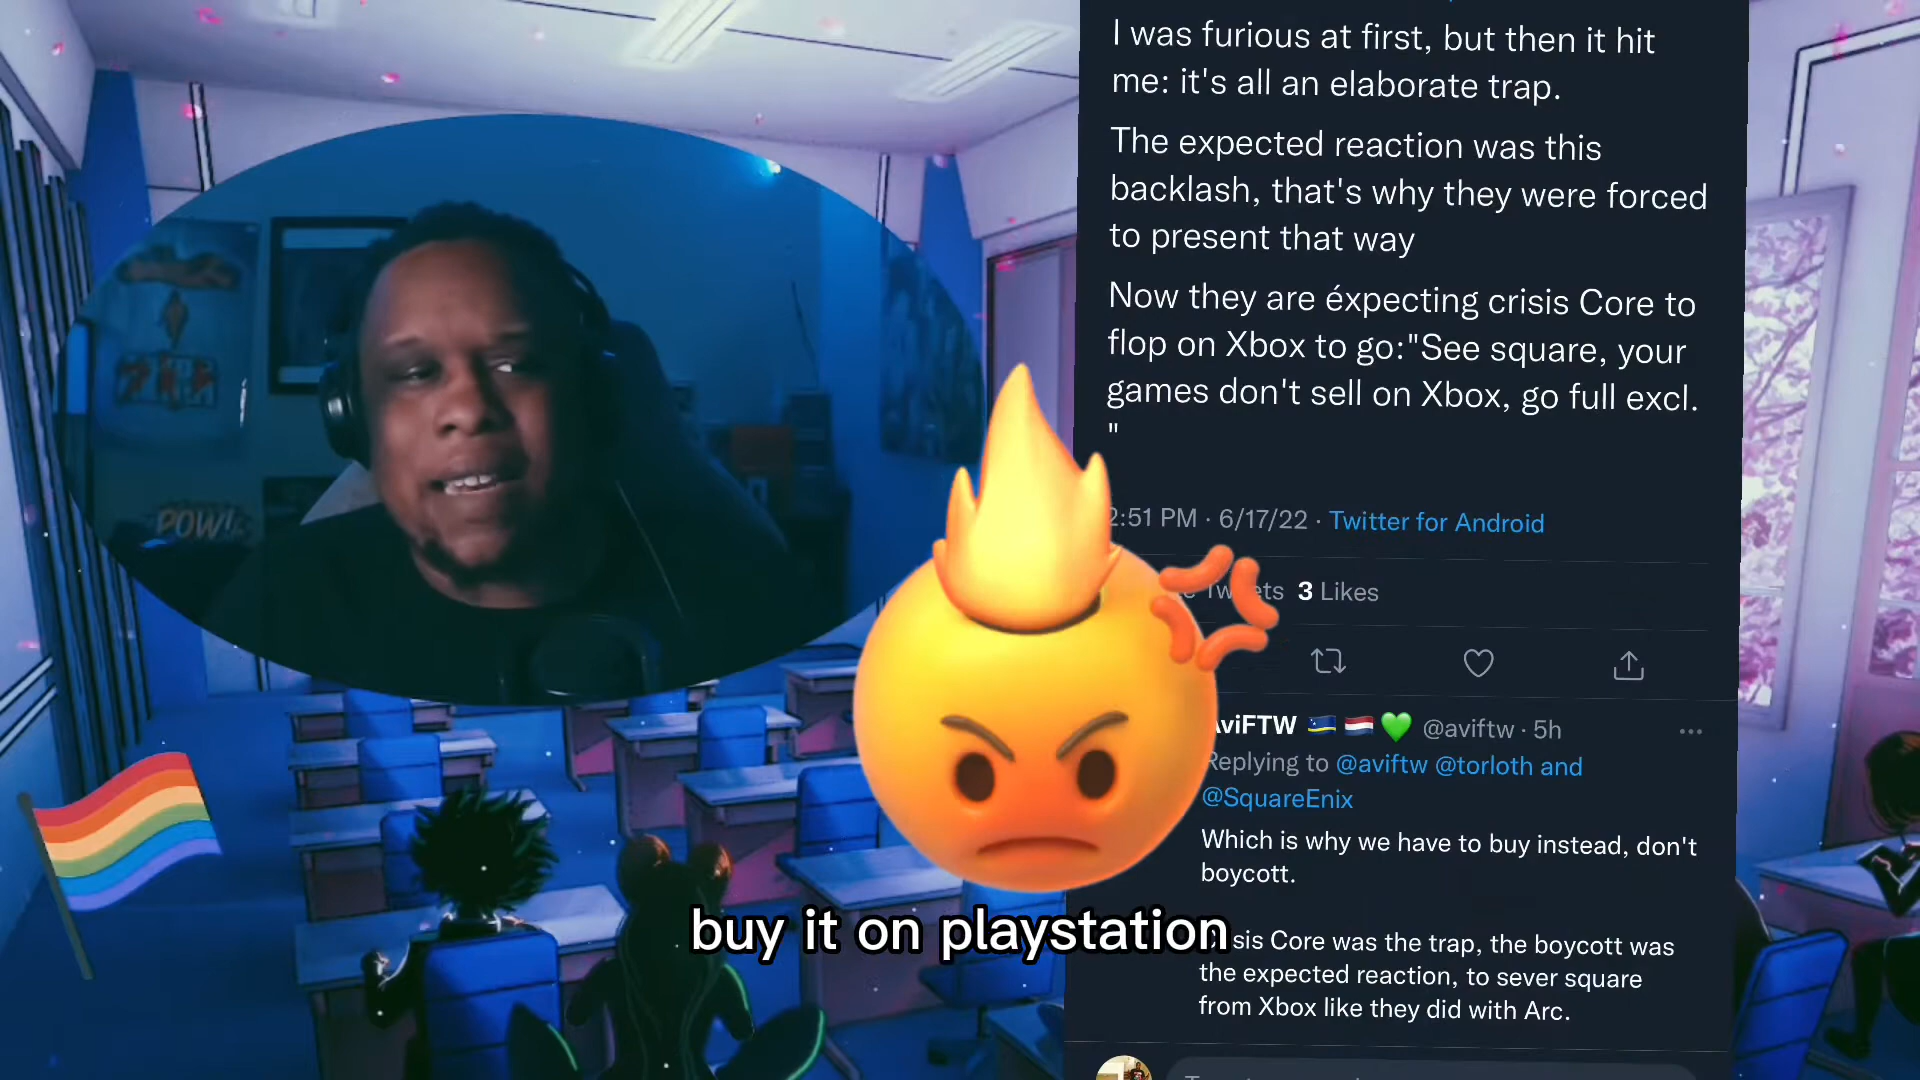 I was furious at first, but then it hit
me: it's all an elaborate trap.
The expected reaction was this
backlash, that's why they were forced
to present that way
Now they are éxpecting crisis Core to
flop on Xbox to go:"See square, your
games don't sell on Xbox, go full excl.
"
2:51 PM · 6/17/22 · Twitter for Android
3 Likes
POW!
AviFTW @aviftw · 5h
Replying to @aviftw @torloth and
@SquareEnix
Which is why we have to buy instead, don't
boycott.
buy it on playstation
Crisis Core was the trap, the boycott was
the expected reaction, to sever square
from Xbox like they did with Arc.